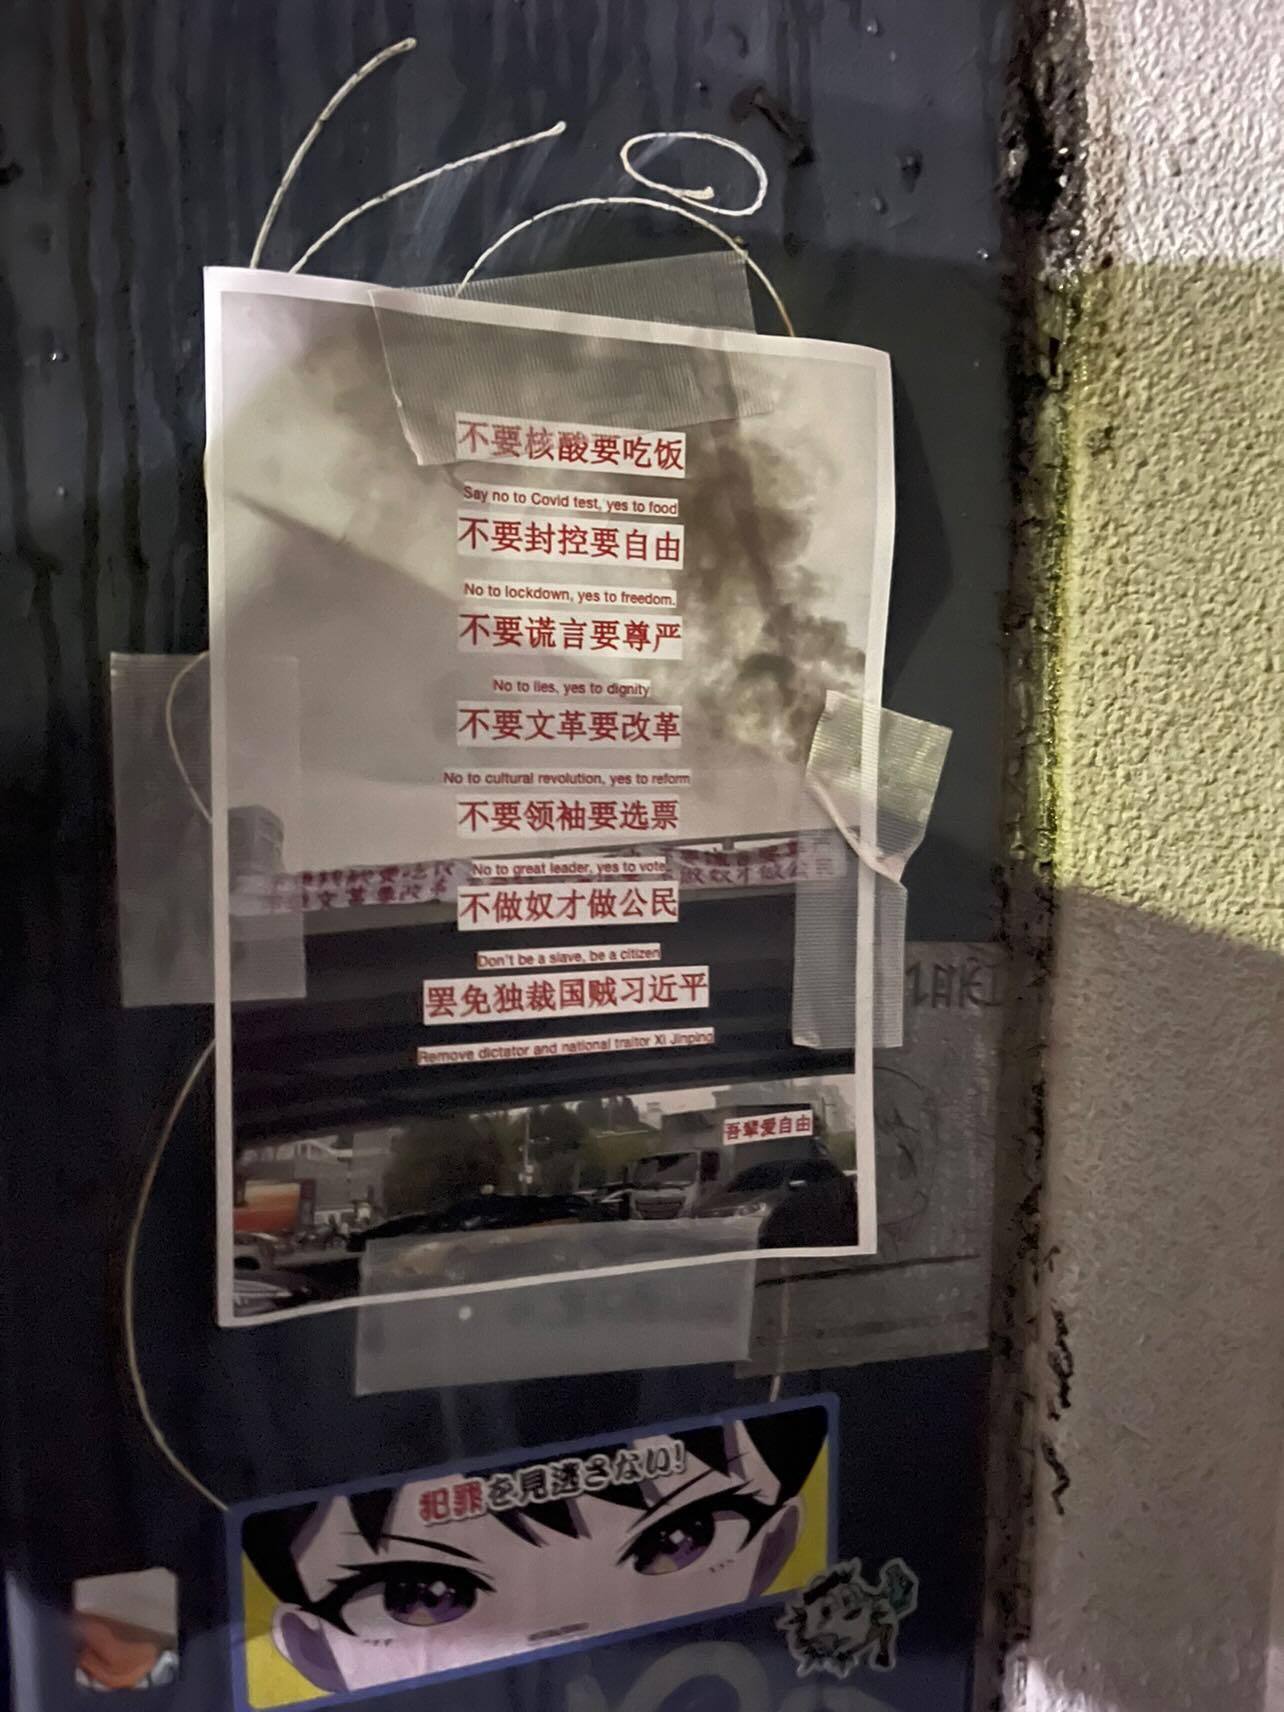 不要核酸要吃饭
Say no to Covid test, yes to food
不要封控要自由
No to lockdown, yes to freedom.
不要谎言要尊严
No to lies, yes to dignity
不要文革要改革
No to cultural revolution, yes to reform
不要领袖要选票
No to great leader, yes to vote
不做奴才做公民
Don't be a slave, be a citizen
罢免独裁国贼习近平
Remove dictator and national traitor Xi Jinping
吾辈爱自由
犯罪を見逃さない!